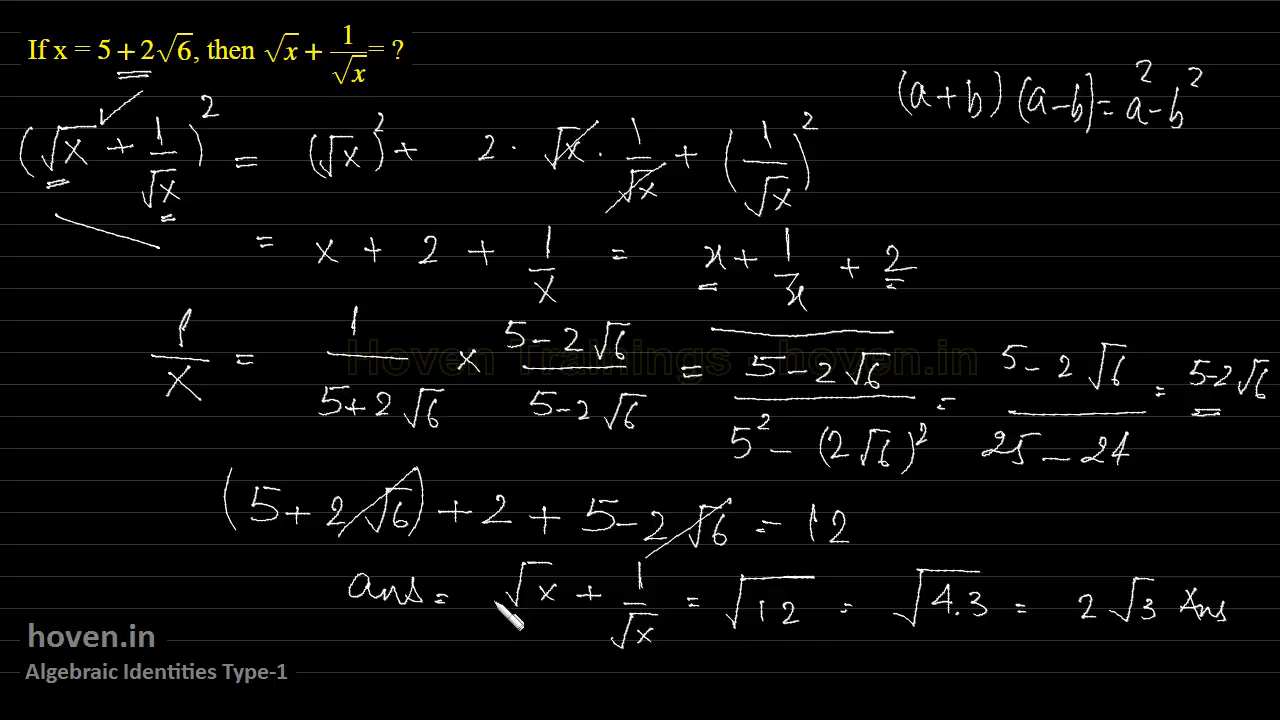 If x = 5 + 2√6, then √x + 1/√x = ?
(a+b)(a-b) = a² - b²
(√x + 1/√x)² = (√x)² + 2 · √x · 1/√x + (1/√x)²
= x + 2 + 1/x = x + 1/x + 2
1/x = 1/(5+2√6) × (5-2√6)/(5-2√6) = (5-2√6)/(5² - (2√6)²) = (5-2√6)/(25-24) = 5-2√6
Hoven Trainings - hoven.in
(5+2√6) + 2 + 5-2√6 = 12
ans = √x + 1/√x = √12 = √4.3 = 2√3 Ans
hoven.in
Algebraic Identities Type-1